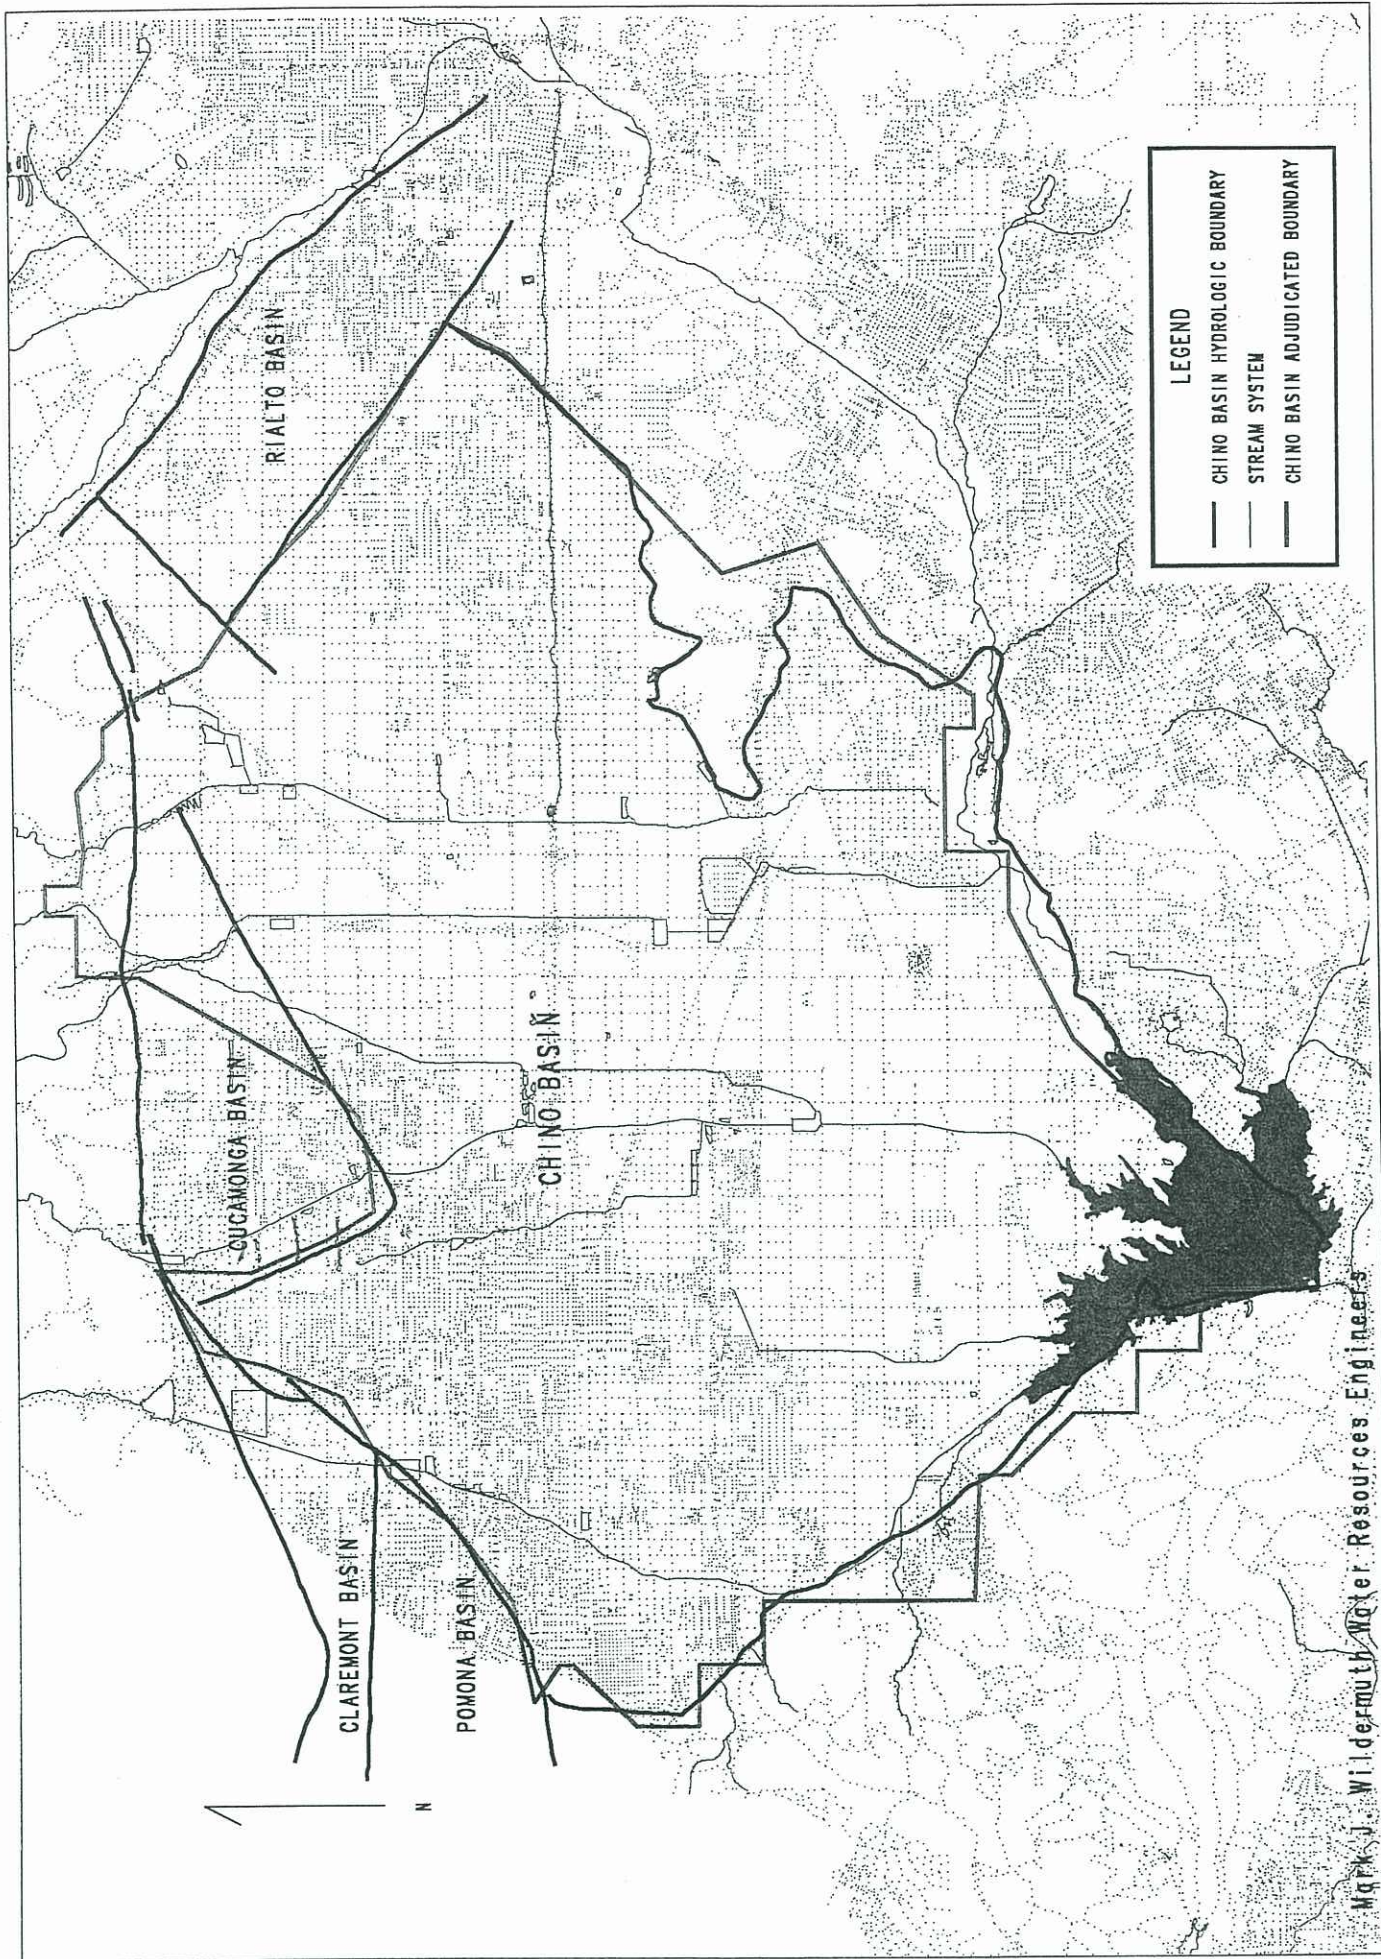 RIALTO BASIN
CUCAMONGA BASIN
CHINO BASIN
CLAREMONT BASIN
POMONA BASIN
N
LEGEND
CHINO BASIN HYDROLOGIC BOUNDARY
STREAM SYSTEM
CHINO BASIN ADJUDICATED BOUNDARY
Mark J. Wildermuth Water Resources Engineers